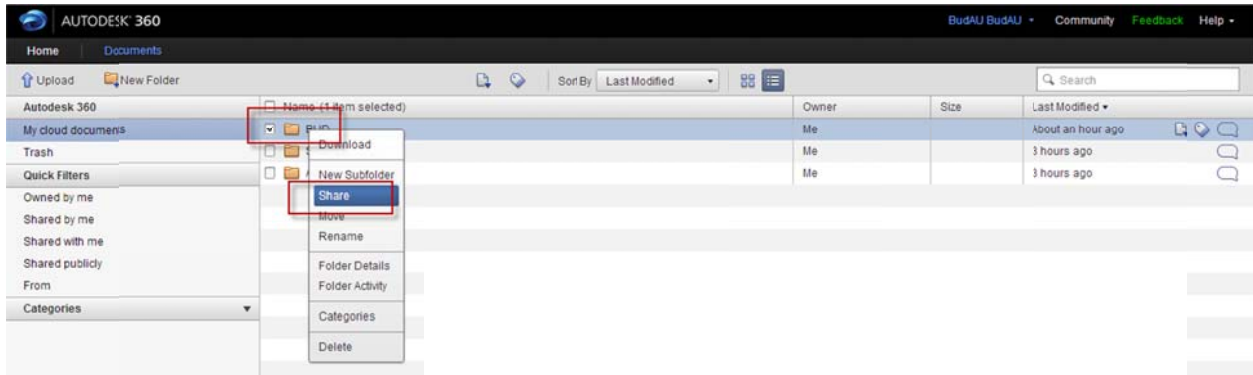 AUTODESK 360
BudAU BudAU Community Feedback Help
Home Documents
Upload New Folder Sort By Last Modified Search
Autodesk 360 Name (1 item selected) Owner Size Last Modified
My cloud documents Me About an hour ago
Download
Trash Me 3 hours ago
Quick Filters New Subfolder Me 3 hours ago
Owned by me Share
Shared by me Move
Shared with me Rename
Shared publicly Folder Details
From Folder Activity
Categories Categories
Delete